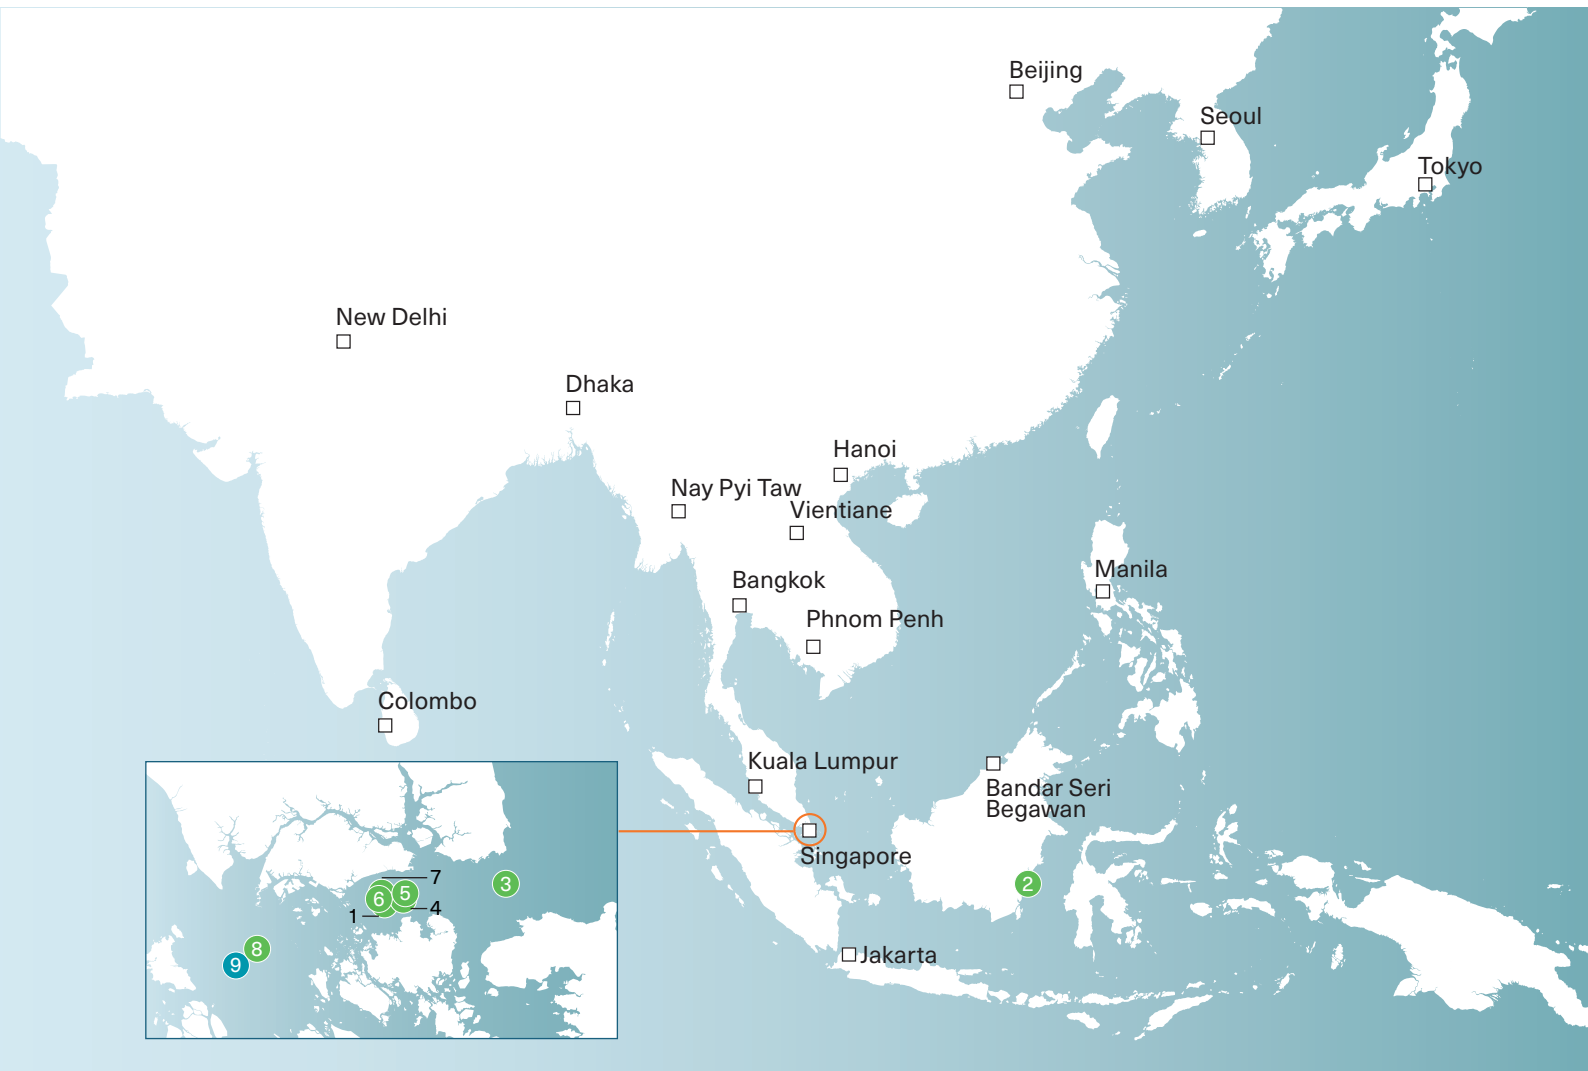 Beijing
Seoul
Tokyo
New Delhi
Dhaka
Hanoi
Nay Pyi Taw
Vientiane
Manila
Bangkok
Phnom Penh
Colombo
Kuala Lumpur
Bandar Seri
Begawan
Singapore
2
Jakarta
7
5
3
6
4
1
8
9